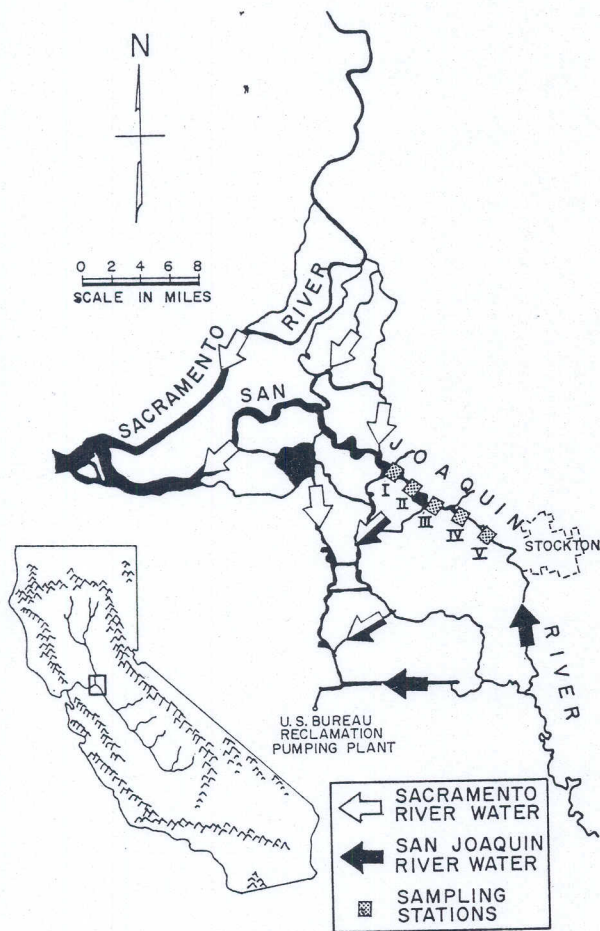 N
0 2 4 6 8
SCALE IN MILES
SACRAMENTO RIVER
SAN JOAQUIN RIVER
I
II
III
IV
V
STOCKTON
U.S. BUREAU
RECLAMATION
PUMPING PLANT
SACRAMENTO
RIVER WATER
SAN JOAQUIN
RIVER WATER
SAMPLING
STATIONS